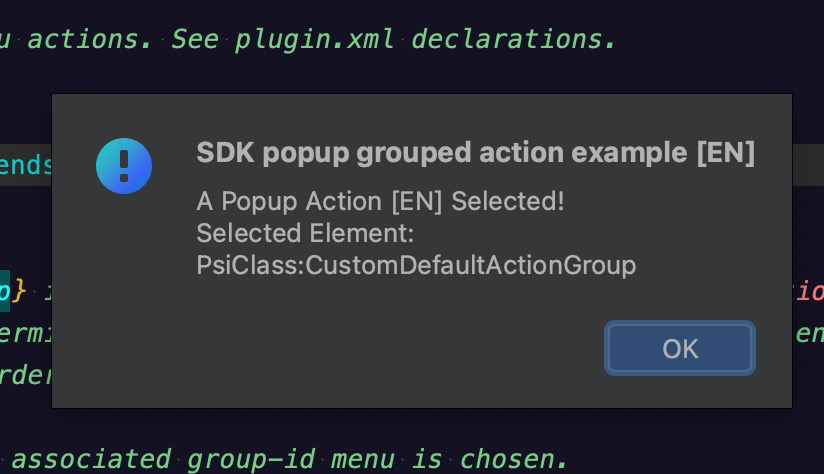 u actions. See plugin.xml declarations.
ends
SDK popup grouped action example [EN]
A Popup Action [EN] Selected!
Selected Element:
PsiClass:CustomDefaultActionGroup
p} i
io
ermi
en
rder
OK
associated group-id menu is chosen.